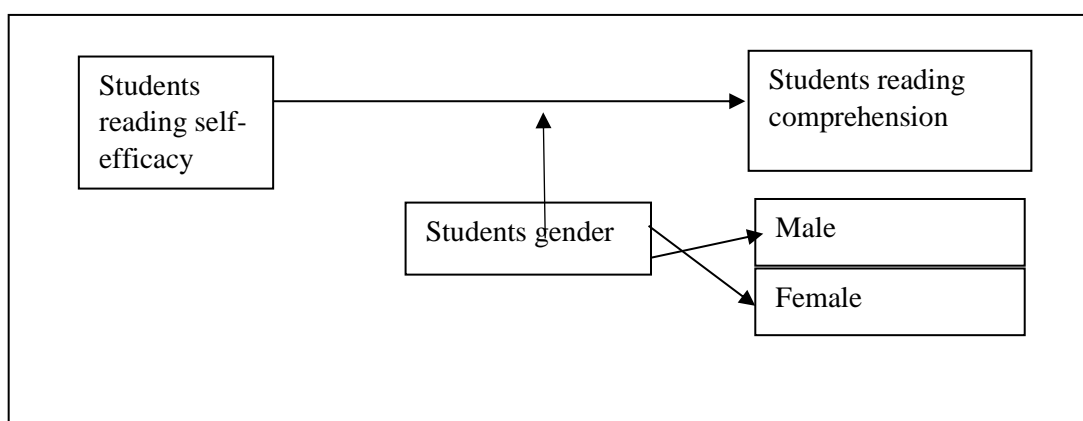 Students
reading self-
efficacy
Students reading
comprehension
Students gender
Male
Female